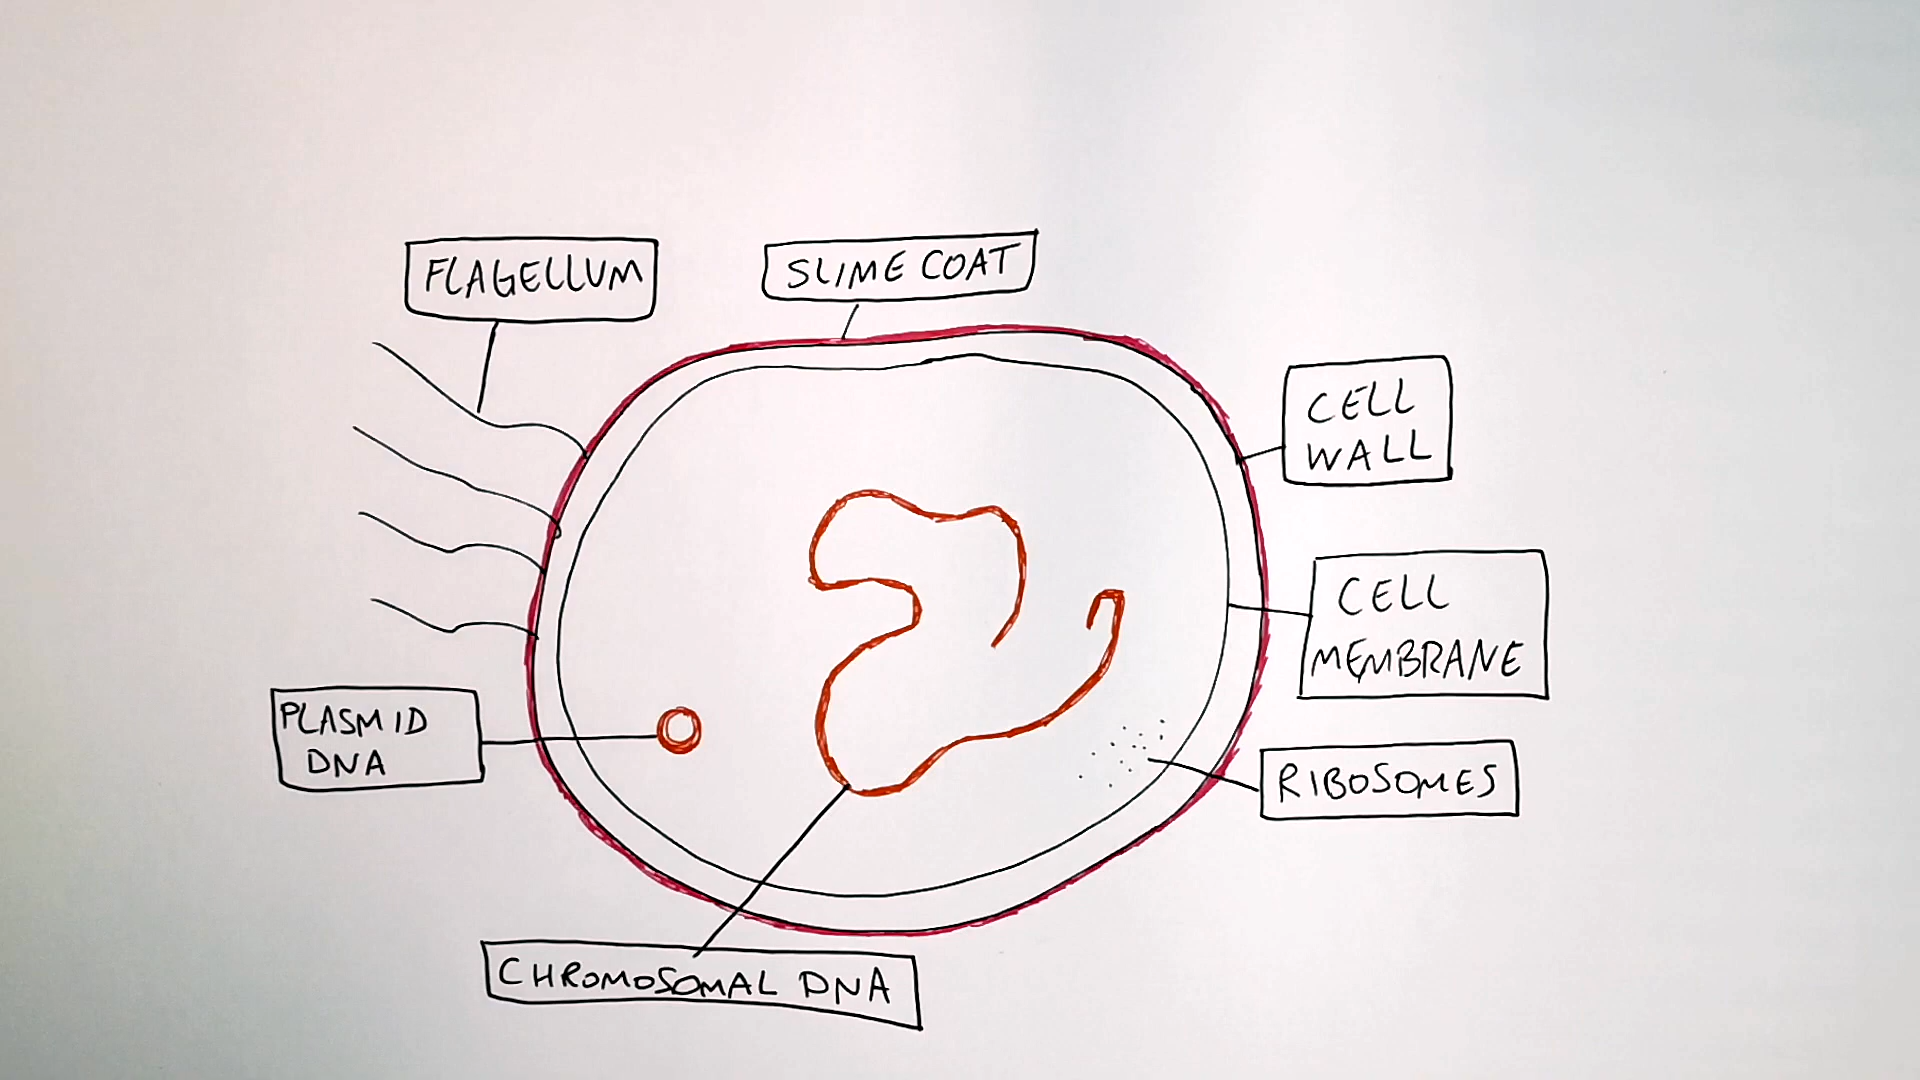 FLAGELLUM
SLIME COAT
CELL
WALL
CELL
MEMBRANE
PLASMID
DNA
RIBOSOMES
CHROMOSOMAL DNA